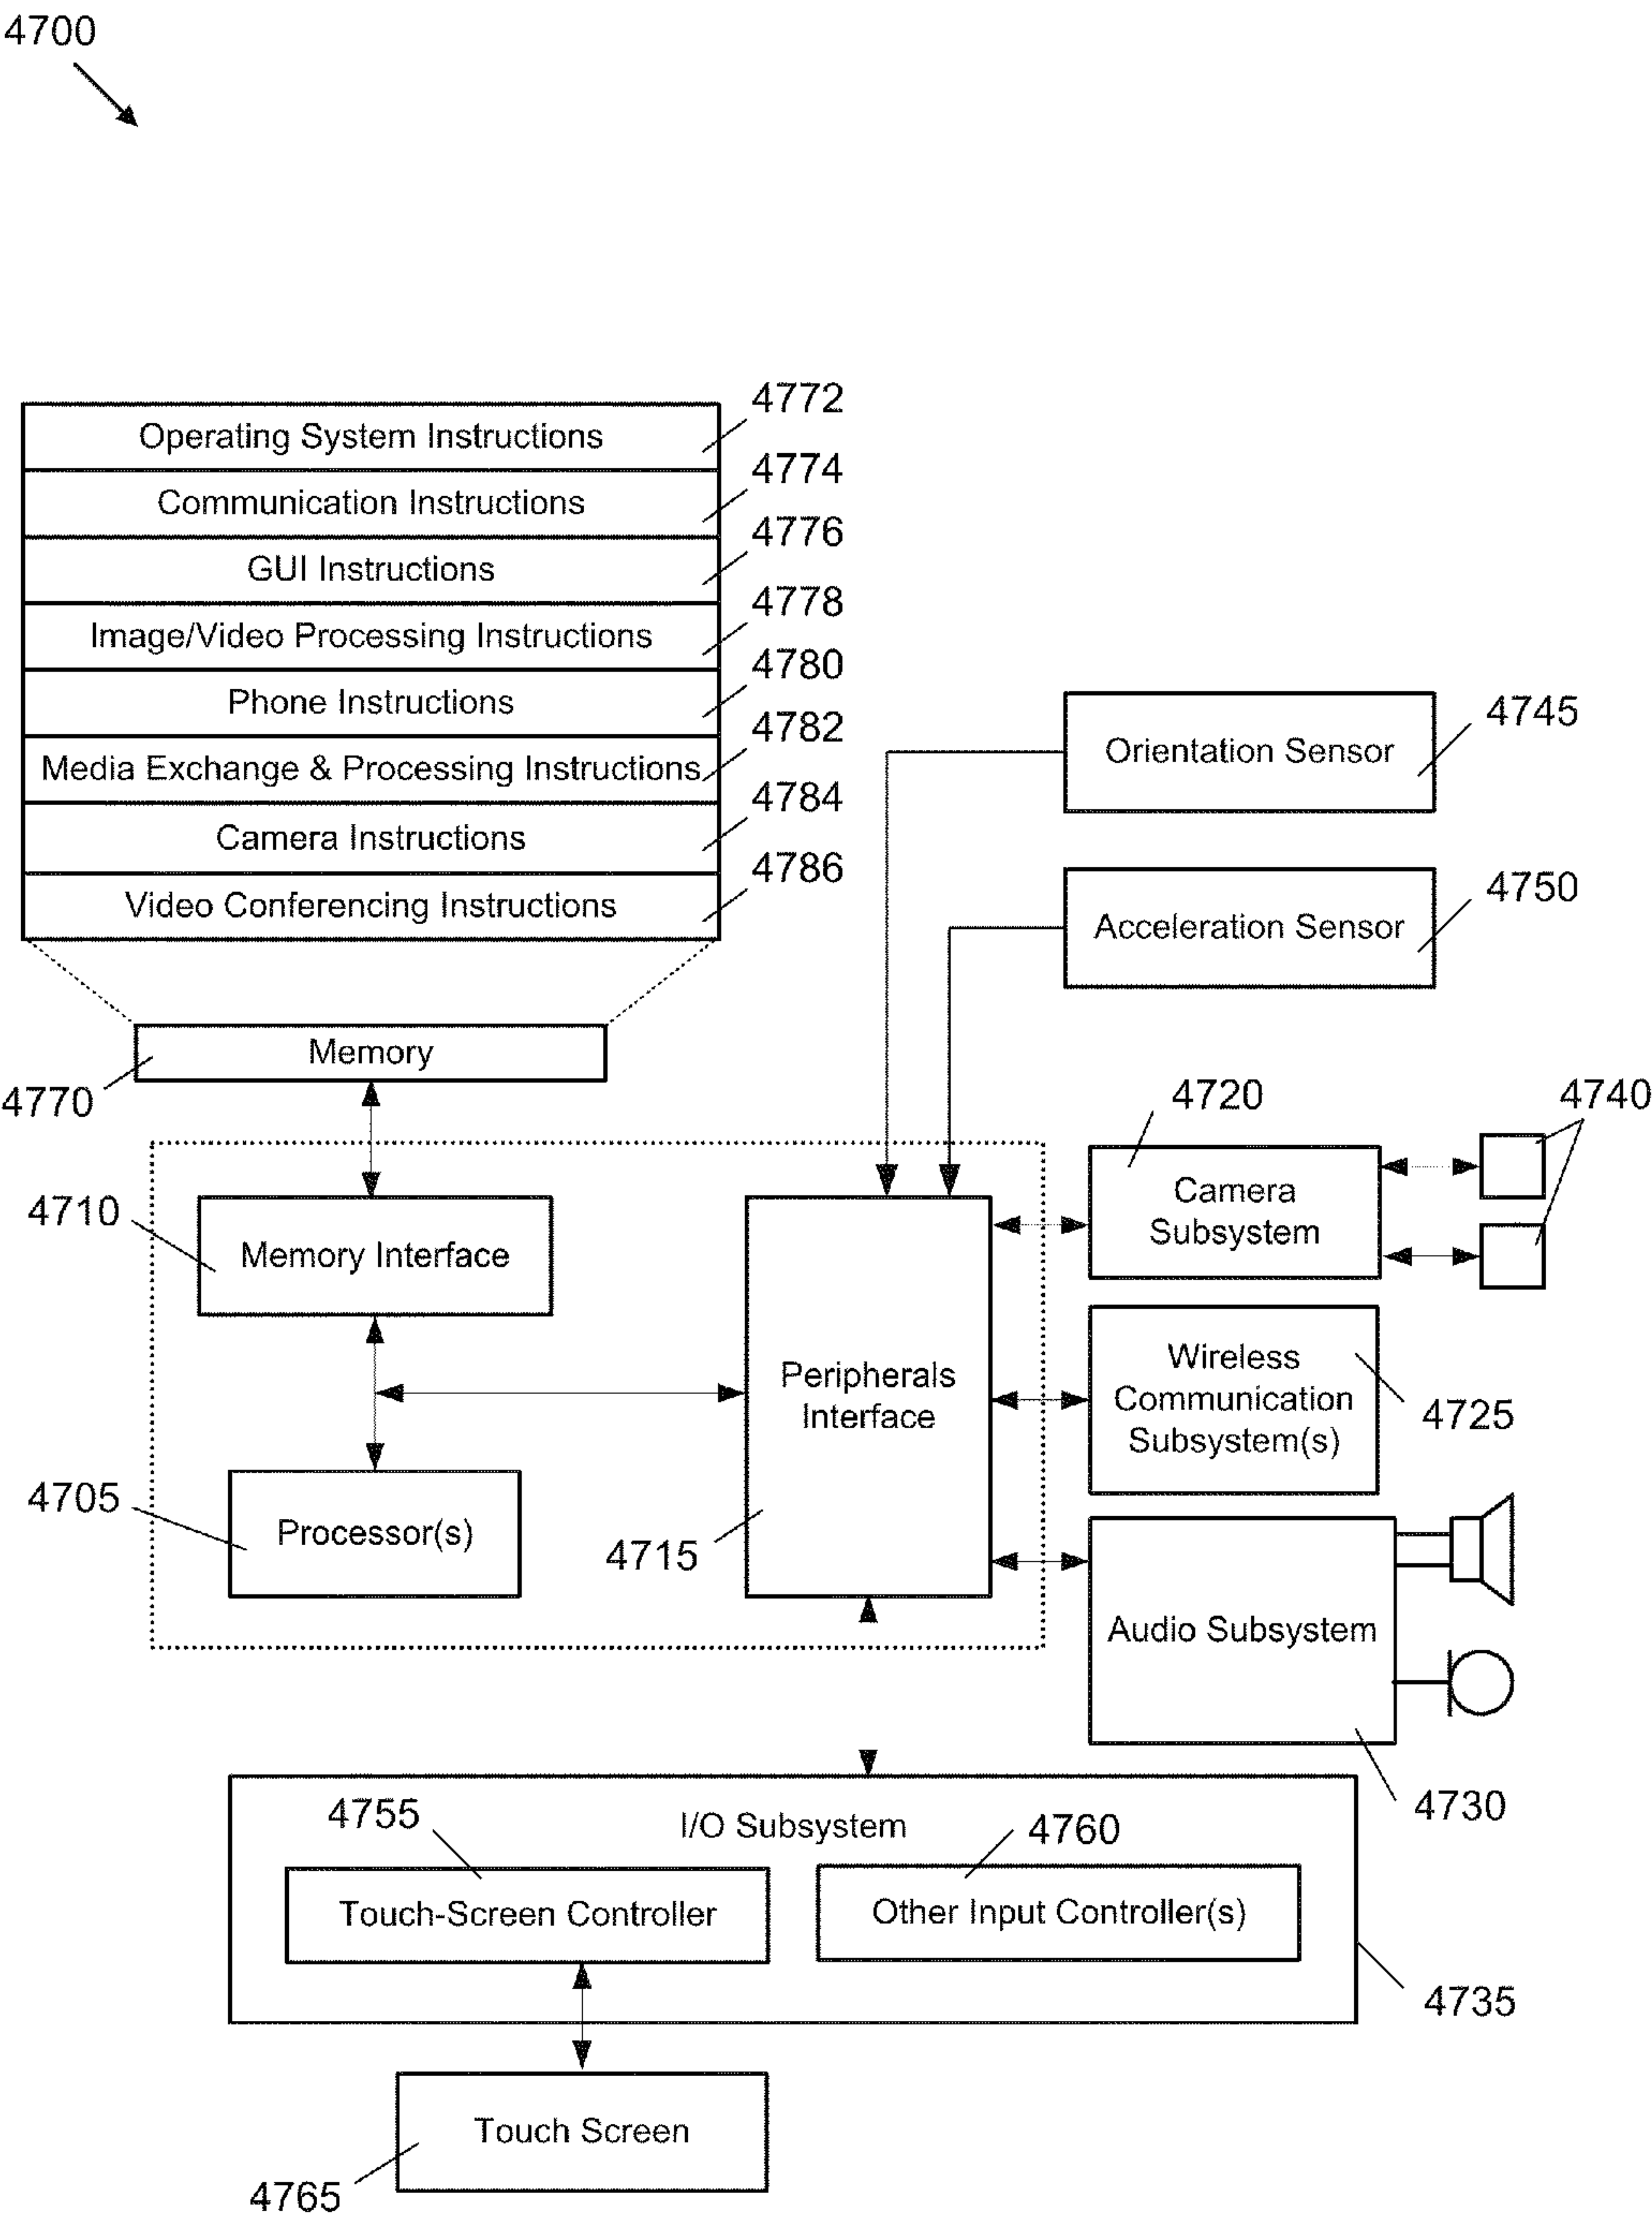 4700
4772
Operating System Instructions
4774
Communication Instructions
4776
GUI Instructions
4778
Image/Video Processing Instructions
4780
Phone Instructions
4782
Media Exchange & Processing Instructions
4784
Camera Instructions
4786
Video Conferencing Instructions
4745
Orientation Sensor
4750
Acceleration Sensor
Memory
4770
4720
4740
Camera
Subsystem
4710
Memory Interface
Peripherals
Interface
Wireless
Communication
Subsystem(s)
4725
4705
Processor(s)
4715
Audio Subsystem
4730
4755
I/O Subsystem
4760
Touch-Screen Controller
Other Input Controller(s)
4735
Touch Screen
4765